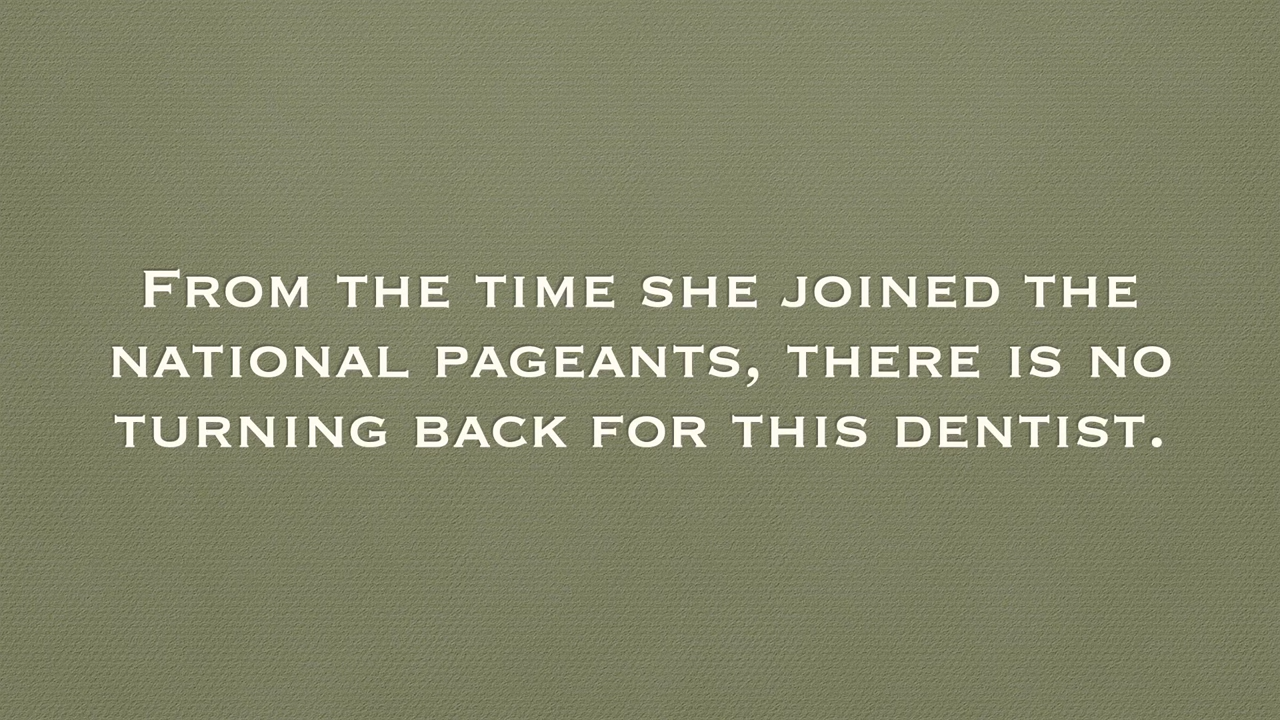 From the time she joined the
national pageants, there is no
turning back for this dentist.